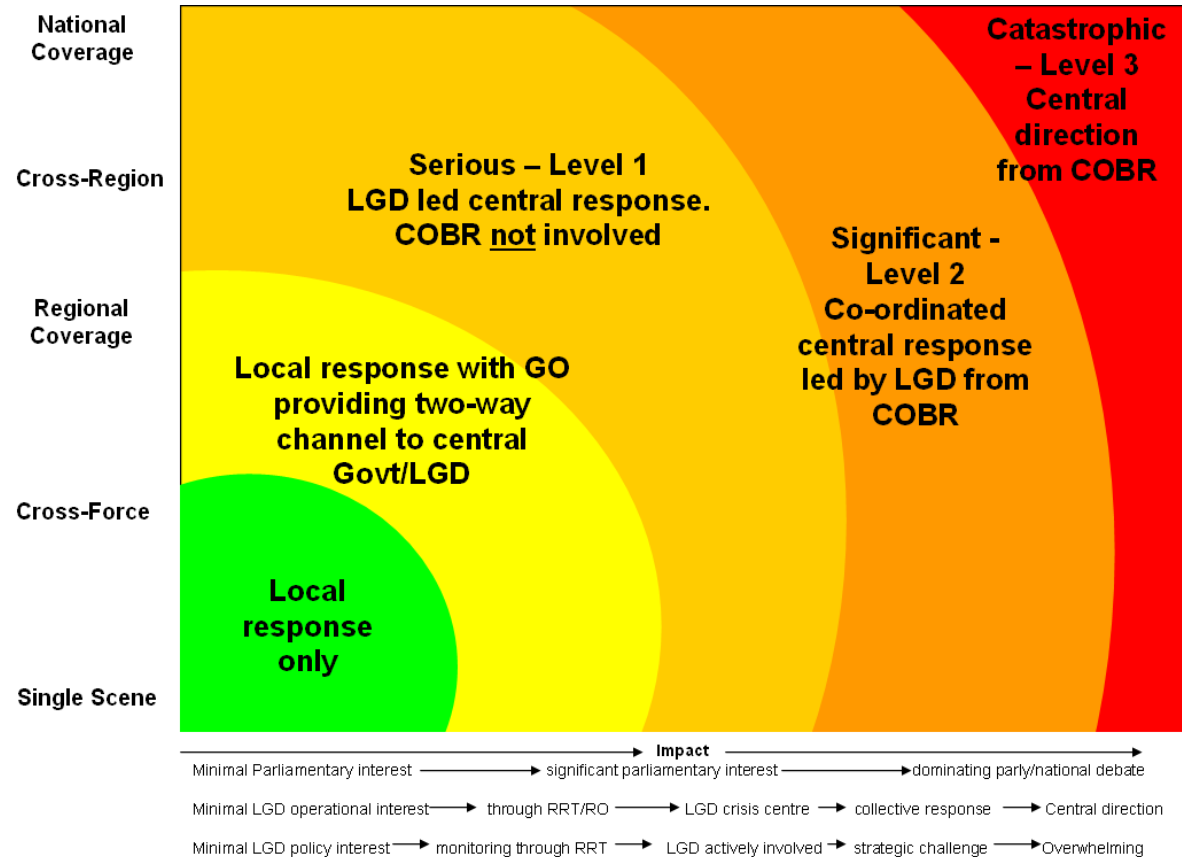 National
Coverage
Catastrophic
– Level 3
Central
direction
from COBR
Cross-Region
Serious – Level 1
LGD led central response.
COBR not involved
Significant -
Level 2
Co-ordinated
central response
led by LGD from
COBR
Regional
Coverage
Local response with GO
providing two-way
channel to central
Govt/LGD
Cross-Force
Local
response
only
Single Scene
Impact
Minimal Parliamentary interest significant parliamentary interest dominating parly/national debate
Minimal LGD operational interest through RRT/RO LGD crisis centre collective response Central direction
Minimal LGD policy interest monitoring through RRT LGD actively involved strategic challenge Overwhelming